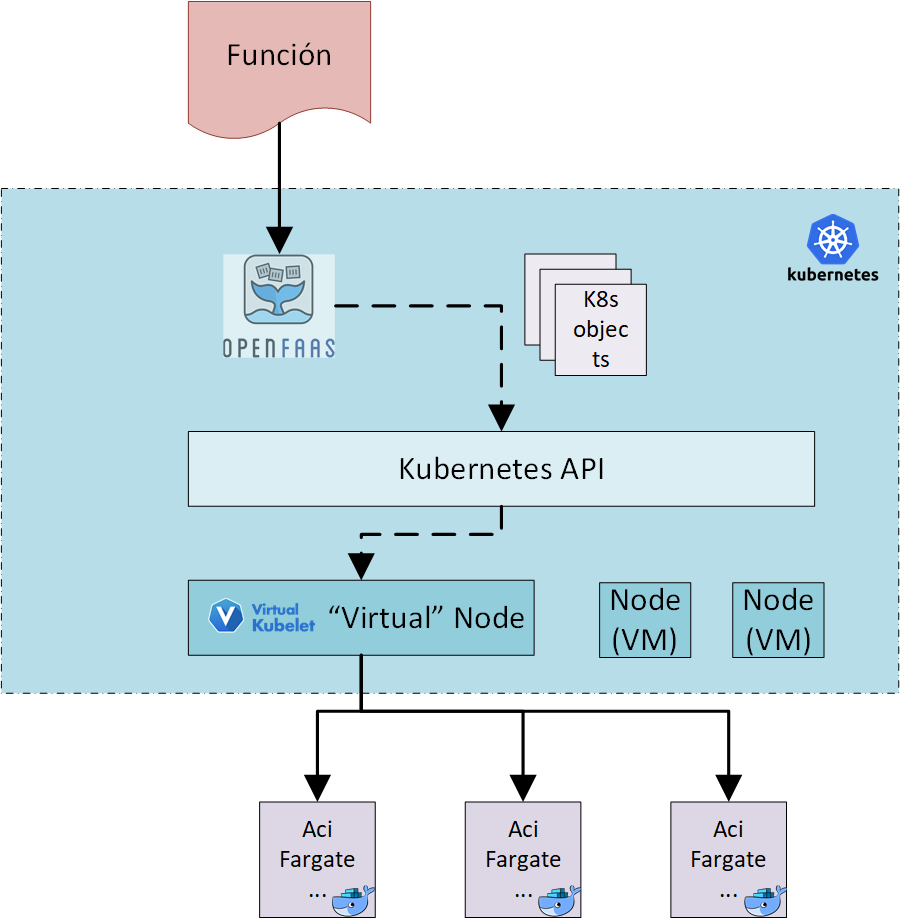 Función
kubernetes
OPENFAAS
K8s
objec
ts
Kubernetes API
Virtual
Kubelet
“Virtual” Node
Node
(VM)
Node
(VM)
Aci
Fargate
...
Aci
Fargate
...
Aci
Fargate
...